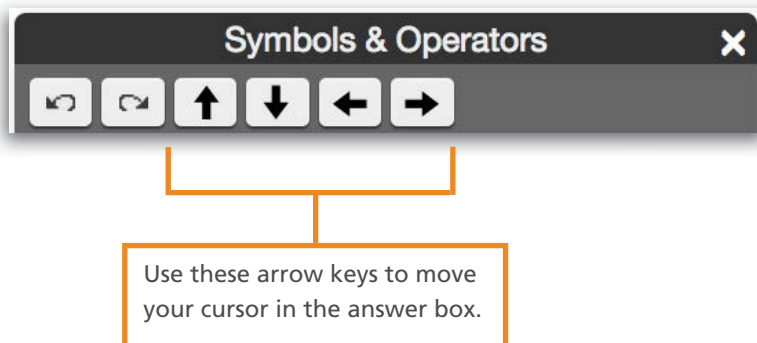 Symbols & Operators
Use these arrow keys to move
your cursor in the answer box.